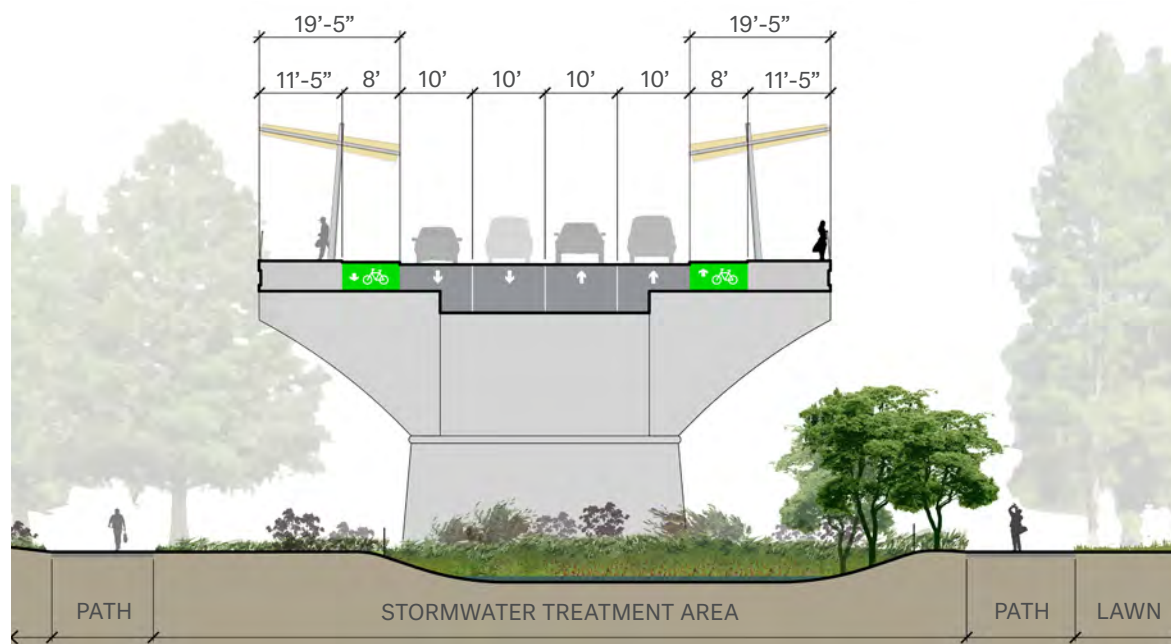 19’-5” 19’-5”
11’-5” 8’ 10’ 10’ 10’ 10’ 8’ 11’-5”
PATH STORMWATER TREATMENT AREA PATH LAWN